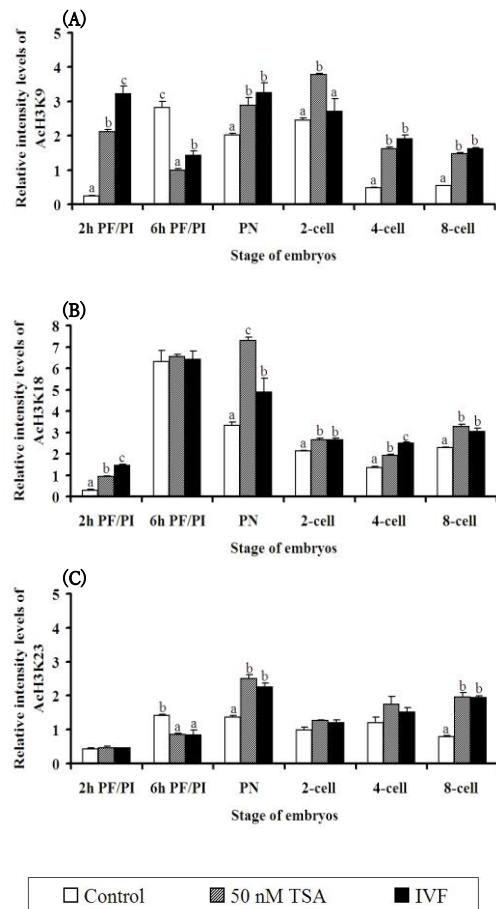 (A)
Relative intensity levels of
AcH3K9
5
4
3
2
1
0
a b c
c a b
a b b
a b a
a b b
a b b
2h PF/PI 6h PF/PI PN 2-cell 4-cell 8-cell
Stage of embryos
(B)
Relative intensity levels of
AcH3K18
8
7
6
5
4
3
2
1
0
a b c
a c b
a b b
a b c
a b b
2h PF/PI 6h PF/PI PN 2-cell 4-cell 8-cell
Stage of embryos
(C)
Relative intensity levels of
AcH3K23
5
4
3
2
1
0
b a a
a b b
a b b
2h PF/PI 6h PF/PI PN 2-cell 4-cell 8-cell
Stage of embryos
Control 50 nM TSA IVF